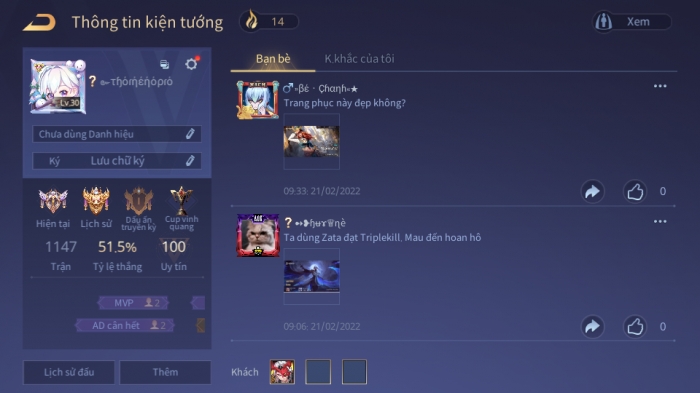 Thông tin kiện tướng
14
Xem
Bạn bè
K.khắc của tôi
Lv.30
Chưa dùng Danh hiệu
Ký
Lưu chữ ký
Hiện tại
Lịch sử
Dấu ấn truyền kỳ
Cup vinh quang
1147
51,5%
100
Trận
Tỷ lệ thắng
Uy tín
MVP 2
AD cân hết 2
Lịch sử đấu
Thêm
Trang phục này đẹp không?
09:33: 21/02/2022
0
Ta dùng Zata đạt Triplekill. Mau đến hoan hô
09:06: 21/02/2022
0
Khách